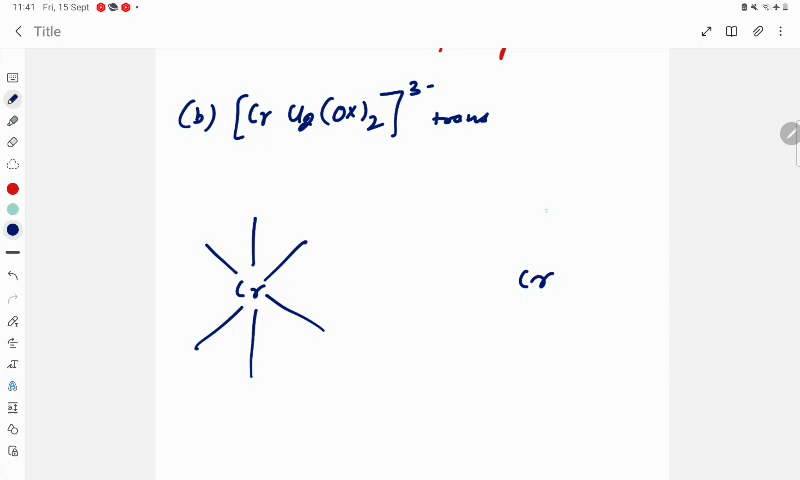 11:41 Fri, 15 Sept
Title
(b) [Cr Cl₂(Ox)₂]³⁻ trans
Cr
Cr